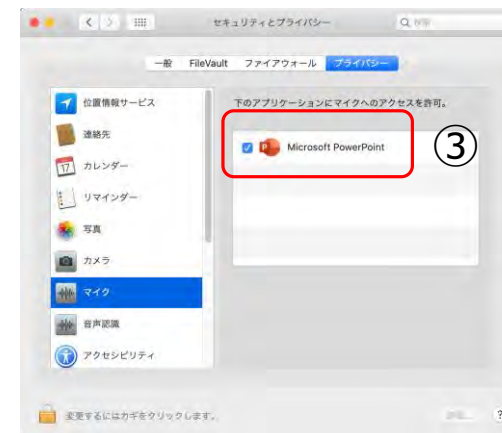 セキュリティとプライバシー
検索
一般 FileVault ファイアウォール プライバシー
位置情報サービス
連絡先
17 カレンダー
リマインダー
写真
カメラ
マイク
音声認識
アクセシビリティ
下のアプリケーションにマイクへのアクセスを許可。
Microsoft PowerPoint
③
変更するにはカギをクリックします。
?